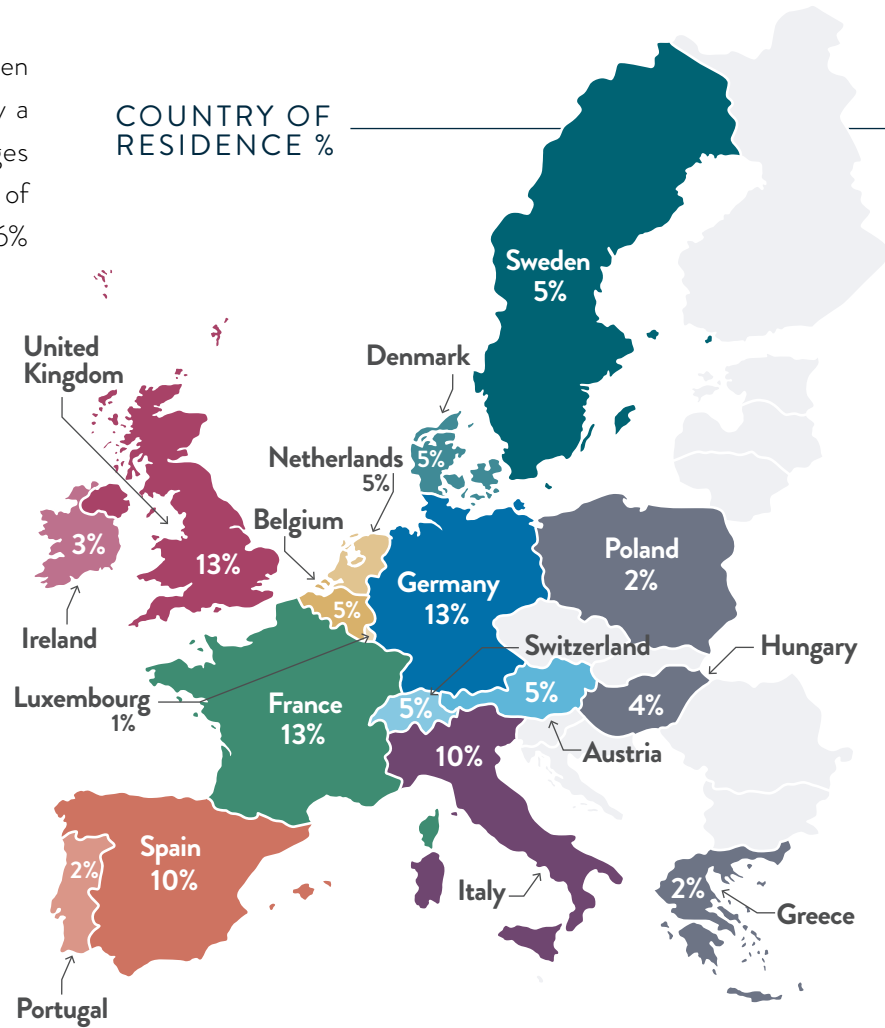 en
a
of
COUNTRY OF
RESIDENCE %
Sweden
5%
United
Kingdom
13%
Denmark
5%
Netherlands
5%
Belgium
5%
3%
Ireland
Germany
13%
Poland
2%
Switzerland
5%
Hungary
4%
Luxembourg
1%
France
13%
5%
Austria
10%
Italy
Spain
10%
2%
Portugal
2%
Greece